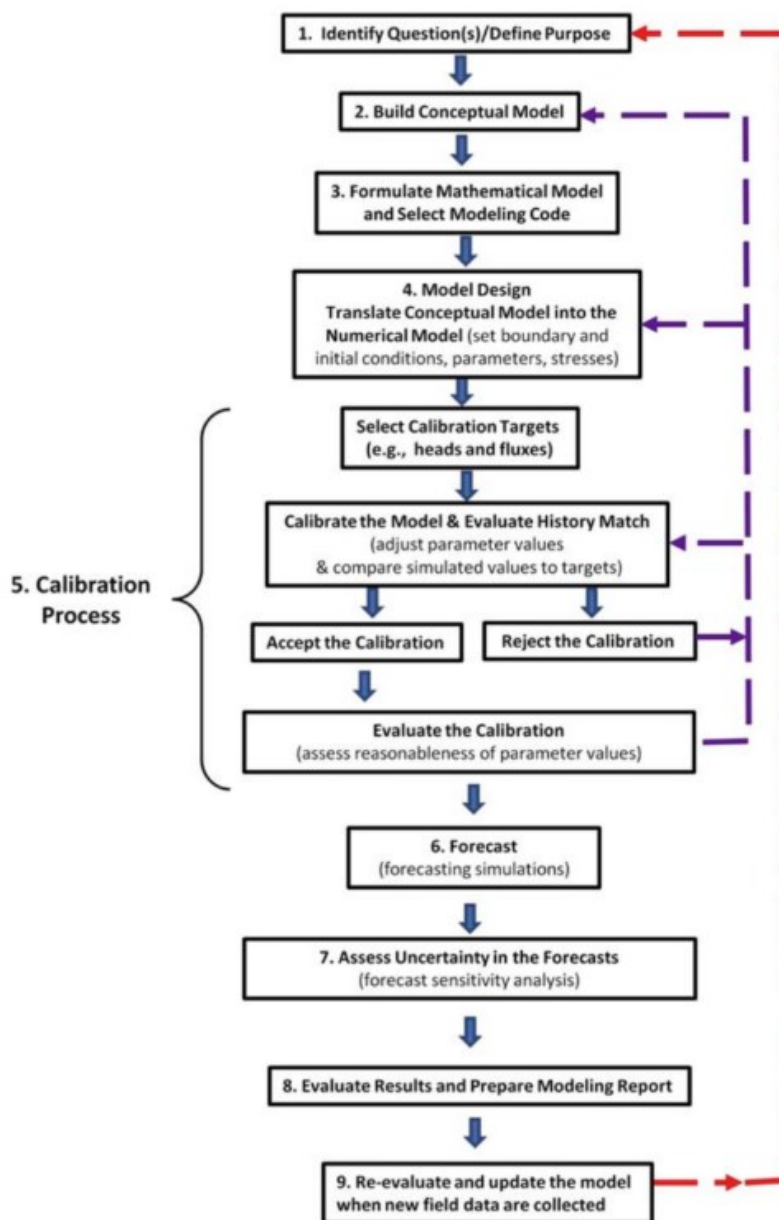 1. Identify Question(s)/Define Purpose
2. Build Conceptual Model
3. Formulate Mathematical Model
and Select Modeling Code
4. Model Design
Translate Conceptual Model into the
Numerical Model (set boundary and
initial conditions, parameters, stresses)
Select Calibration Targets
(e.g., heads and fluxes)
Calibrate the Model & Evaluate History Match
(adjust parameter values
& compare simulated values to targets)
5. Calibration
Process
Accept the Calibration
Reject the Calibration
Evaluate the Calibration
(assess reasonableness of parameter values)
6. Forecast
(forecasting simulations)
7. Assess Uncertainty in the Forecasts
(forecast sensitivity analysis)
8. Evaluate Results and Prepare Modeling Report
9. Re-evaluate and update the model
when new field data are collected